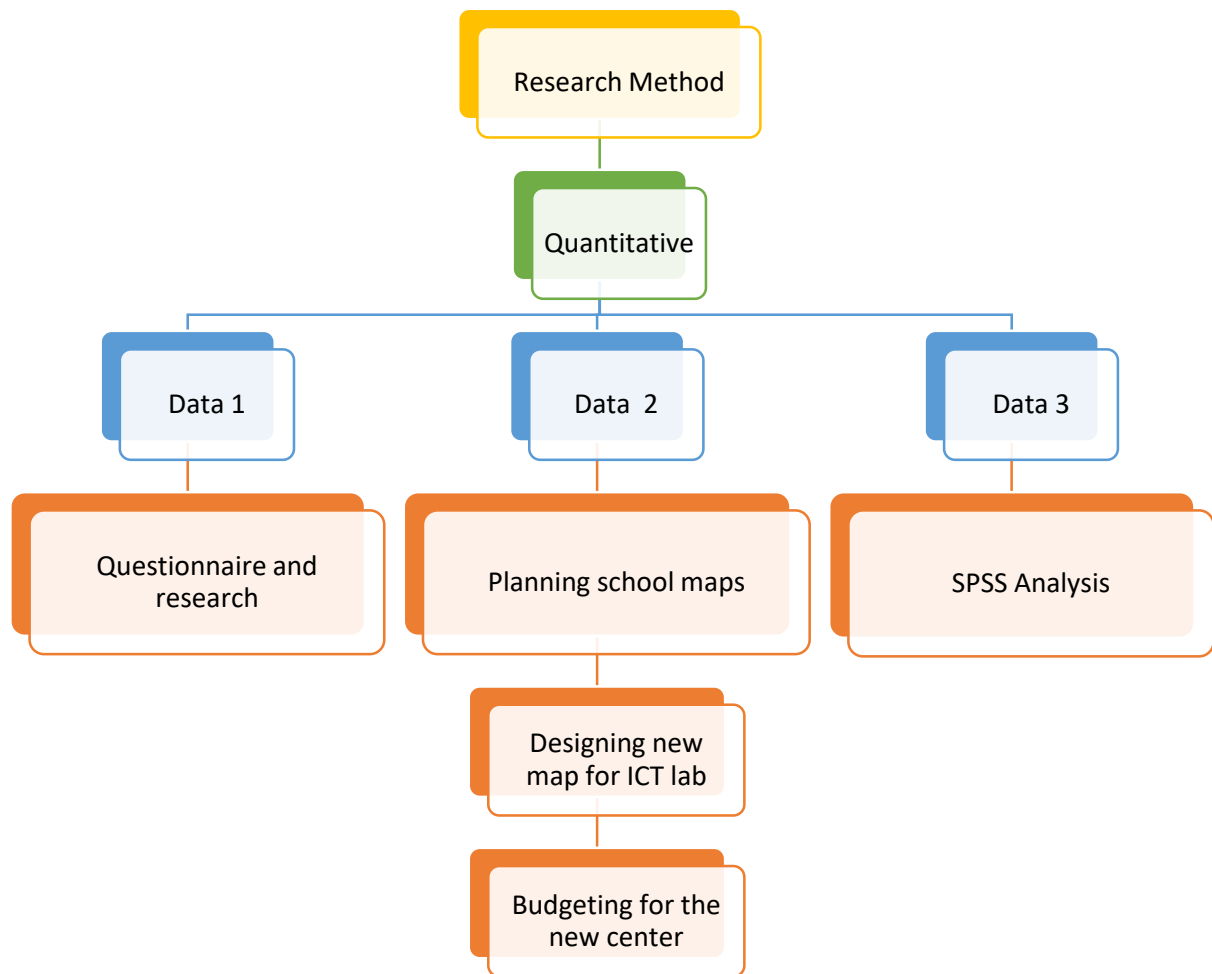 Research Method
Quantitative
Data 1
Data 2
Data 3
Questionnaire and
research
Planning school maps
SPSS Analysis
Designing new
map for ICT lab
Budgeting for the
new center